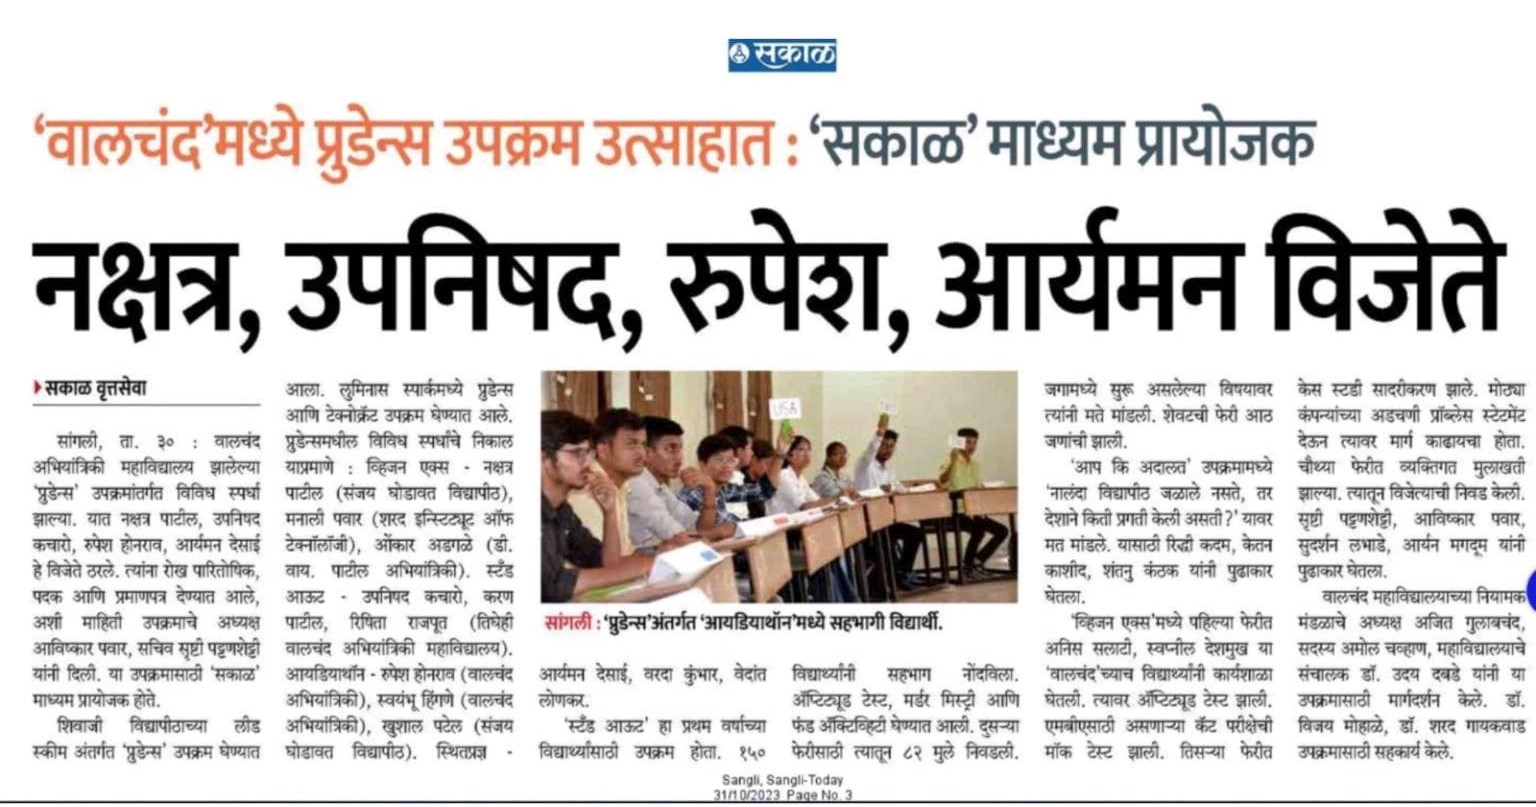 सकाळ
‘वालचंद’मध्ये प्रुडेन्स उपक्रम उत्साहात : ‘सकाळ’ माध्यम प्रायोजक
नक्षत्र, उपनिषद, रुपेश, आर्यमन विजेते
सकाळ वृत्तसेवा
सांगली, ता. ३० : वालचंद
अभियांत्रिकी महाविद्यालय झालेल्या
‘प्रुडेन्स’ उपक्रमांतर्गत विविध स्पर्धा
झाल्या. यात नक्षत्र पाटील, उपनिषद
कचारो, रुपेश होनराव, आर्यमन देसाई
हे विजेते ठरले. त्यांना रोख पारितोषिक,
पदक आणि प्रमाणपत्र देण्यात आले,
अशी माहिती उपक्रमाचे अध्यक्ष
आविष्कार पवार, सचिव सृष्टी पट्टणशेट्टी
यांनी दिली. या उपक्रमासाठी ‘सकाळ’
माध्यम प्रायोजक होते.
शिवाजी विद्यापीठाच्या लीड
स्कीम अंतर्गत ‘प्रुडेन्स’ उपक्रम घेण्यात
आला. लुमिनास स्पार्कमध्ये प्रुडेन्स
आणि टेक्नोक्रॅट उपक्रम घेण्यात आले.
प्रुडेन्समधील विविध स्पर्धांचे निकाल
याप्रमाणे : व्हिजन एक्स - नक्षत्र
पाटील (संजय घोडावत विद्यापीठ),
मनाली पवार (शरद इन्स्टिट्यूट ऑफ
टेक्नॉलॉजी), ओंकार अडगळे (डी.
वाय. पाटील अभियांत्रिकी). स्टँड
आऊट - उपनिषद कचारो, करण
पाटील, रिषिता राजपूत (तिघेही
वालचंद अभियांत्रिकी महाविद्यालय).
आयडियाथॉन - रुपेश होनराव (वालचंद
अभियांत्रिकी), स्वयंभू हिंगणे (वालचंद
अभियांत्रिकी), खुशाल पटेल (संजय
घोडावत विद्यापीठ). स्थितप्रज्ञ -
USA
सांगली : ‘प्रुडेन्स’अंतर्गत ‘आयडियाथॉन’मध्ये सहभागी विद्यार्थी.
आर्यमन देसाई, वरदा कुंभार, वेदांत
लोणकर.
‘स्टँड आऊट’ हा प्रथम वर्षाच्या
विद्यार्थ्यांसाठी उपक्रम होता. १५०
विद्यार्थ्यांनी सहभाग नोंदविला.
ऑप्टिट्यूड टेस्ट, मर्डर मिस्ट्री आणि
फंड ॲक्टिव्हिटी घेण्यात आली. दुसऱ्या
फेरीसाठी त्यातून ८२ मुले निवडली.
जगामध्ये सुरू असलेल्या विषयावर
त्यांनी मते मांडली. शेवटची फेरी आठ
जणांची झाली.
‘आप कि अदालत’ उपक्रमामध्ये
‘नालंदा विद्यापीठ जळाले नसते, तर
देशाने किती प्रगती केली असती?’ यावर
मत मांडले. यासाठी रिद्धी कदम, केतन
काशीद, शंतनु कंठक यांनी पुढाकार
घेतला.
‘व्हिजन एक्स’मध्ये पहिल्या फेरीत
अनिस सलाटी, स्वप्नील देशमुख या
‘वालचंद’च्याच विद्यार्थ्यांनी कार्यशाळा
घेतली. त्यावर ऑप्टिट्यूड टेस्ट झाली.
एमबीएसाठी असणाऱ्या कॅट परीक्षेची
मॉक टेस्ट झाली. तिसऱ्या फेरीत
केस स्टडी सादरीकरण झाले. मोठ्या
कंपन्यांच्या अडचणी प्रॉब्लेस स्टेटमेंट
देऊन त्यावर मार्ग काढायचा होता.
चौथ्या फेरीत व्यक्तिगत मुलाखती
झाल्या. त्यातून विजेत्याची निवड केली.
सृष्टी पट्टणशेट्टी, आविष्कार पवार,
सुदर्शन लभाडे, आर्यन मगदूम यांनी
पुढाकार घेतला.
वालचंद महाविद्यालयाच्या नियामक
मंडळाचे अध्यक्ष अजित गुलाबचंद,
सदस्य अमोल चव्हाण, महाविद्यालयाचे
संचालक डॉ. उदय दबडे यांनी या
उपक्रमासाठी मार्गदर्शन केले. डॉ.
विजय मोहाळे, डॉ. शरद गायकवाड
उपक्रमासाठी सहकार्य केले.
Sangli, Sangli-Today
31/10/2023 Page No. 3